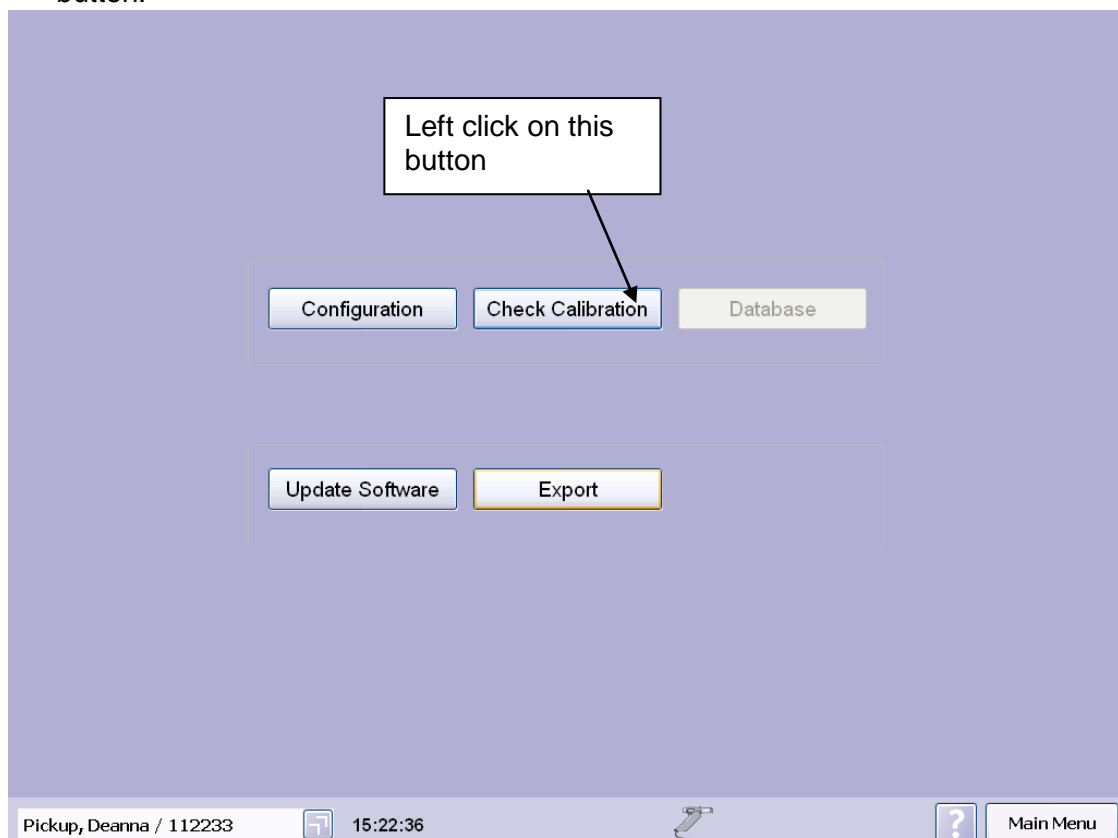 button.
Left click on this
button
Configuration
Check Calibration
Database
Update Software
Export
Pickup, Deanna / 112233
15:22:36
?
Main Menu